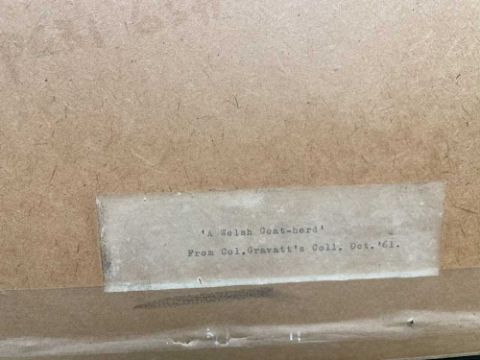 'A Welsh Goat-herd'
From Col.Gravatt's Coll. Oct.'61.